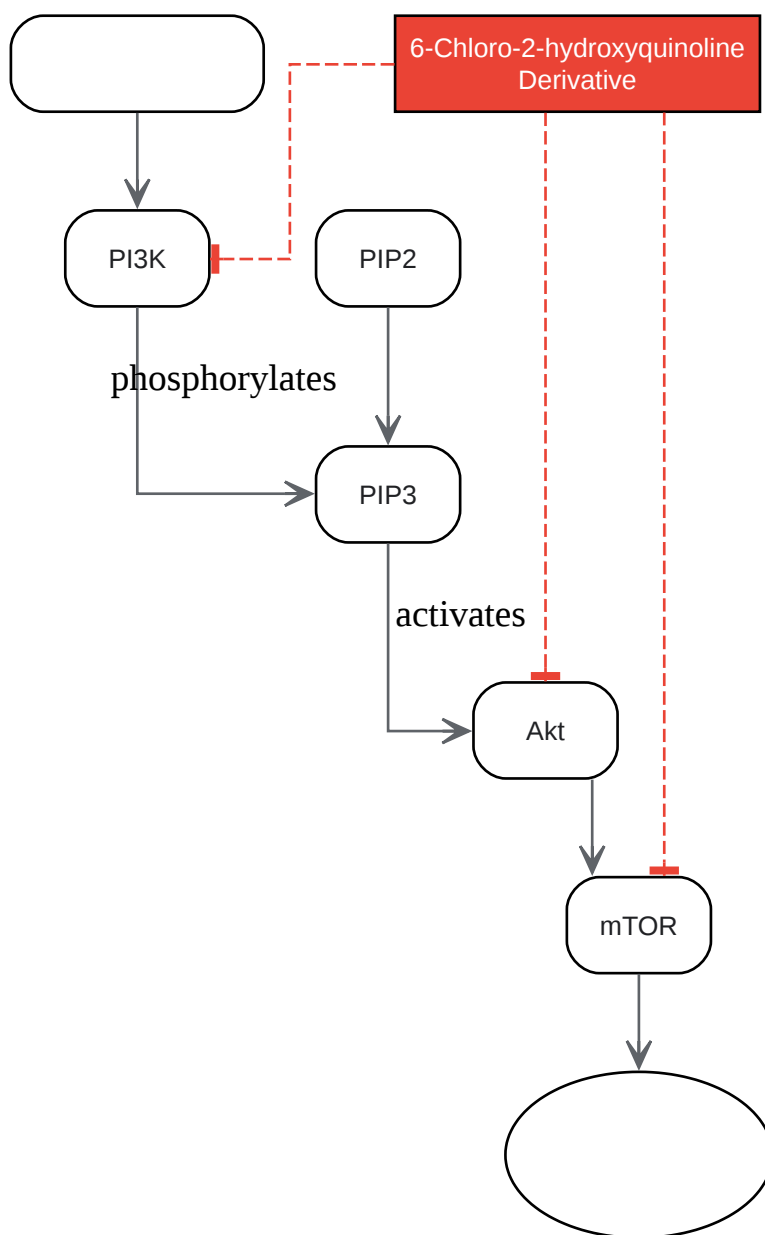 6-Chloro-2-hydroxyquinoline
Derivative
PI3K
PIP2
phosphorylates
PIP3
activates
Akt
mTOR